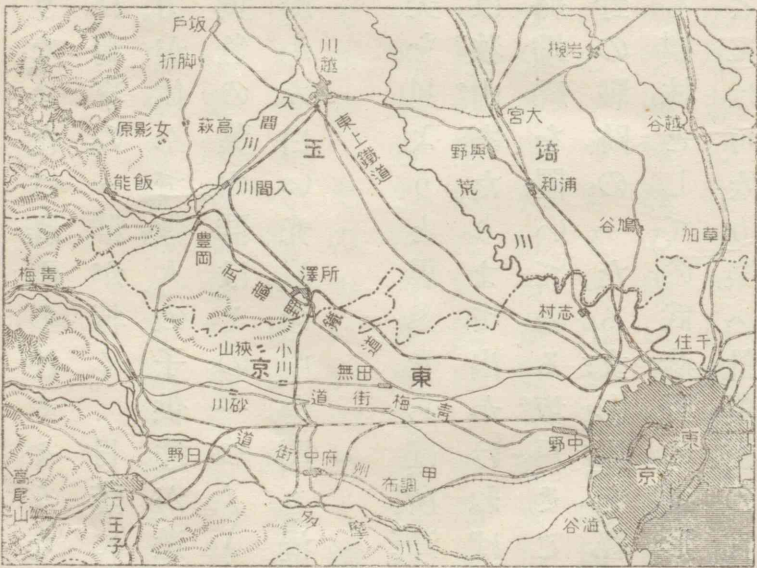 坂戶
脚折
川越
岩槻
女影原
高萩
入間川
東上鐵道
大宮
越谷
埼玉
與野
荒川
浦和
飯能
入間川
鳩谷
草加
豊岡
武藏野鐵道
青梅
所澤
志村
狹山
小川
千住
東京
田無
青梅街道
砂川
中野
日野
甲州街道
府中
調布
東京
高尾山
八王子
多摩川
澁谷